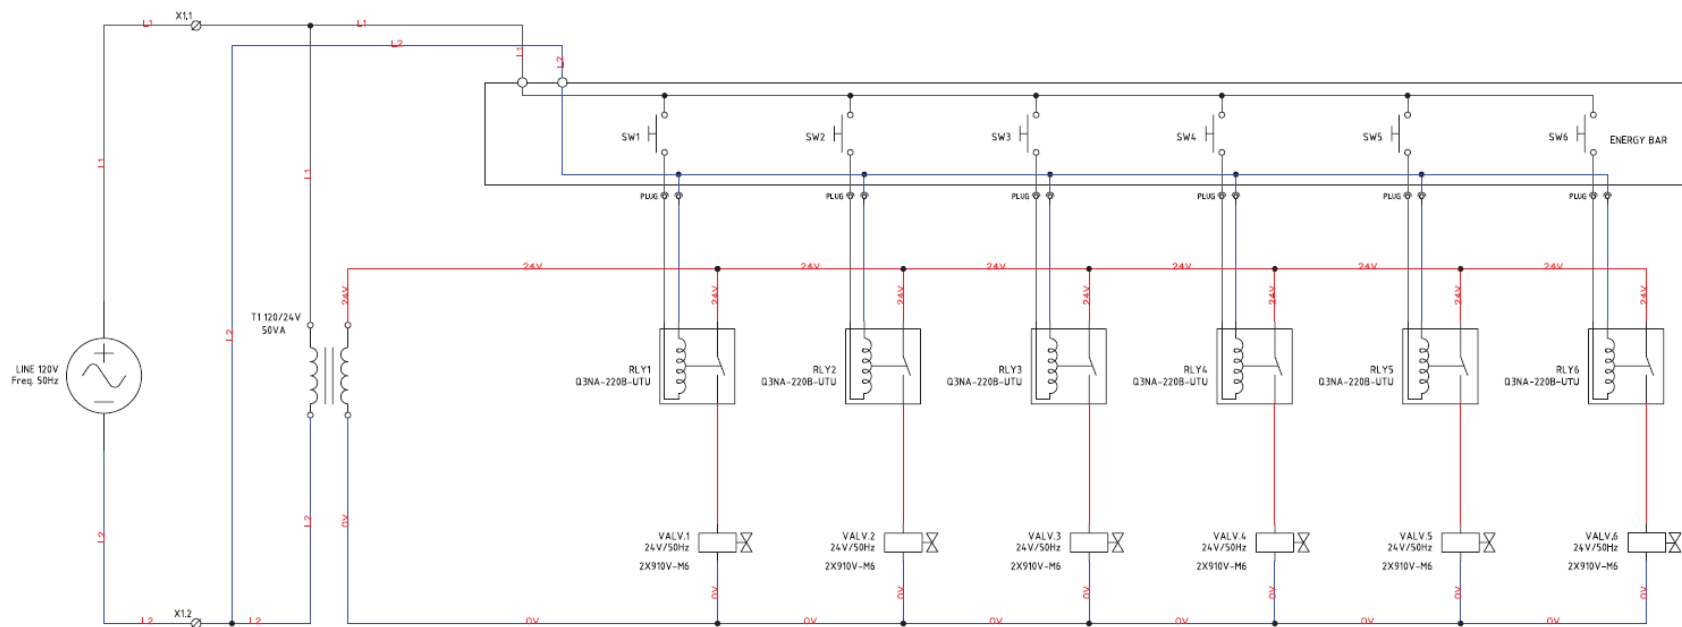 X1.1
L1
L1
L2
L1
L2
SW1
SW2
SW3
SW4
SW5
SW6
ENERGY BAR
L1
L1
PLUG
PLUG
PLUG
PLUG
PLUG
PLUG
24V
24V
24V
24V
24V
24V
24V
24V
24V
24V
24V
24V
24V
T1 120/24V
50VA
L2
LINE 120V
Freq. 50Hz
RLY1
Q3NA-220B-UTU
RLY2
Q3NA-220B-UTU
RLY3
Q3NA-220B-UTU
RLY4
Q3NA-220B-UTU
RLY5
Q3NA-220B-UTU
RLY6
Q3NA-220B-UTU
L2
L2
0V
VALV.1
24V/50Hz
2X910V-M6
VALV.2
24V/50Hz
2X910V-M6
VALV.3
24V/50Hz
2X910V-M6
VALV.4
24V/50Hz
2X910V-M6
VALV.5
24V/50Hz
2X910V-M6
VALV.6
24V/50Hz
2X910V-M6
0V
0V
0V
0V
0V
0V
X1.2
L2
L2
0V
0V
0V
0V
0V
0V